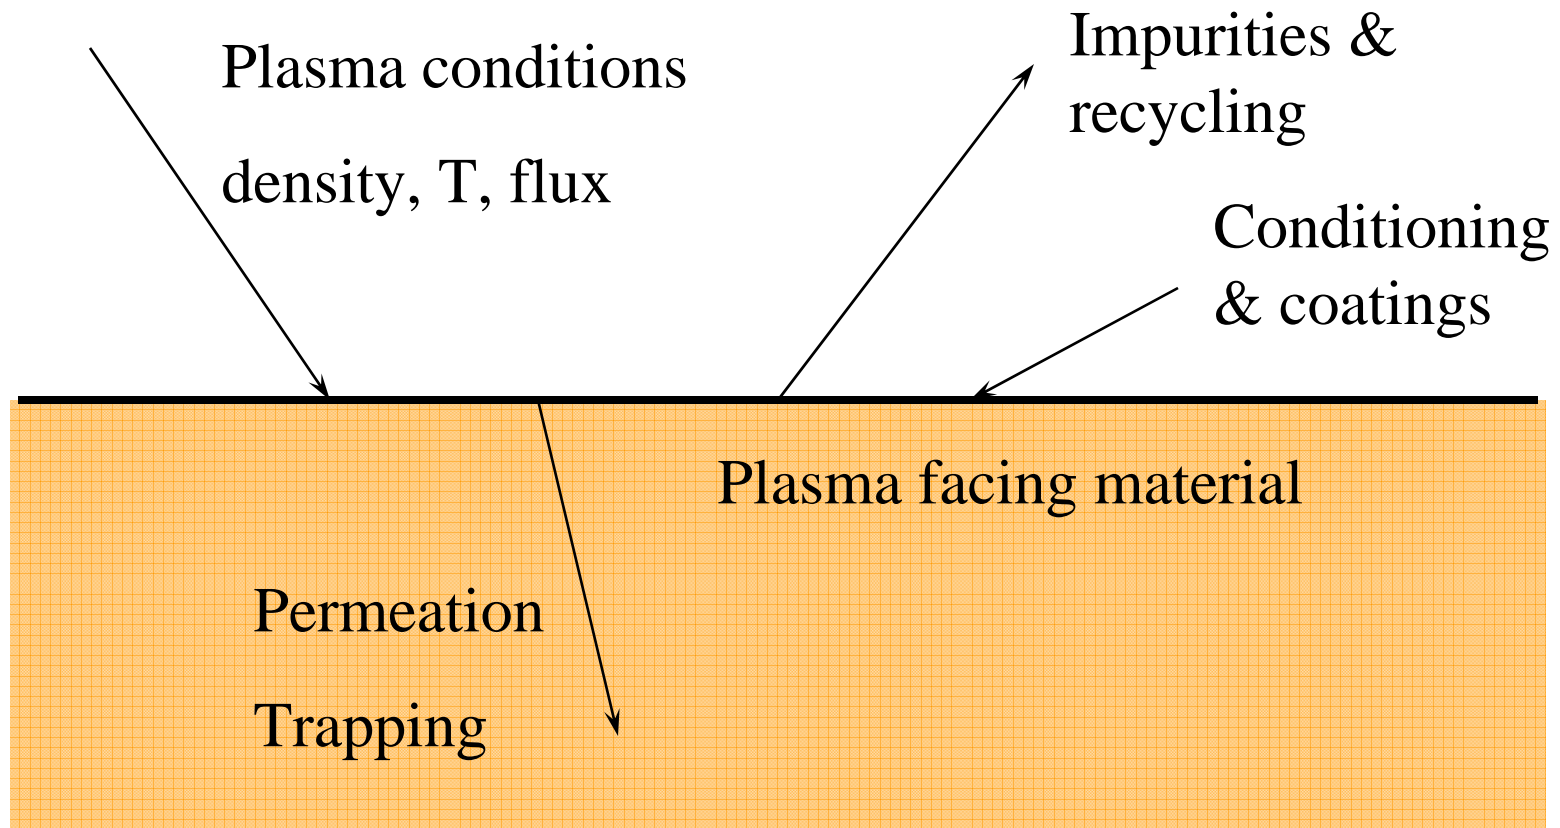 Plasma conditions
density, T, flux
Impurities &
recycling
Conditioning
& coatings
Plasma facing material
Permeation
Trapping